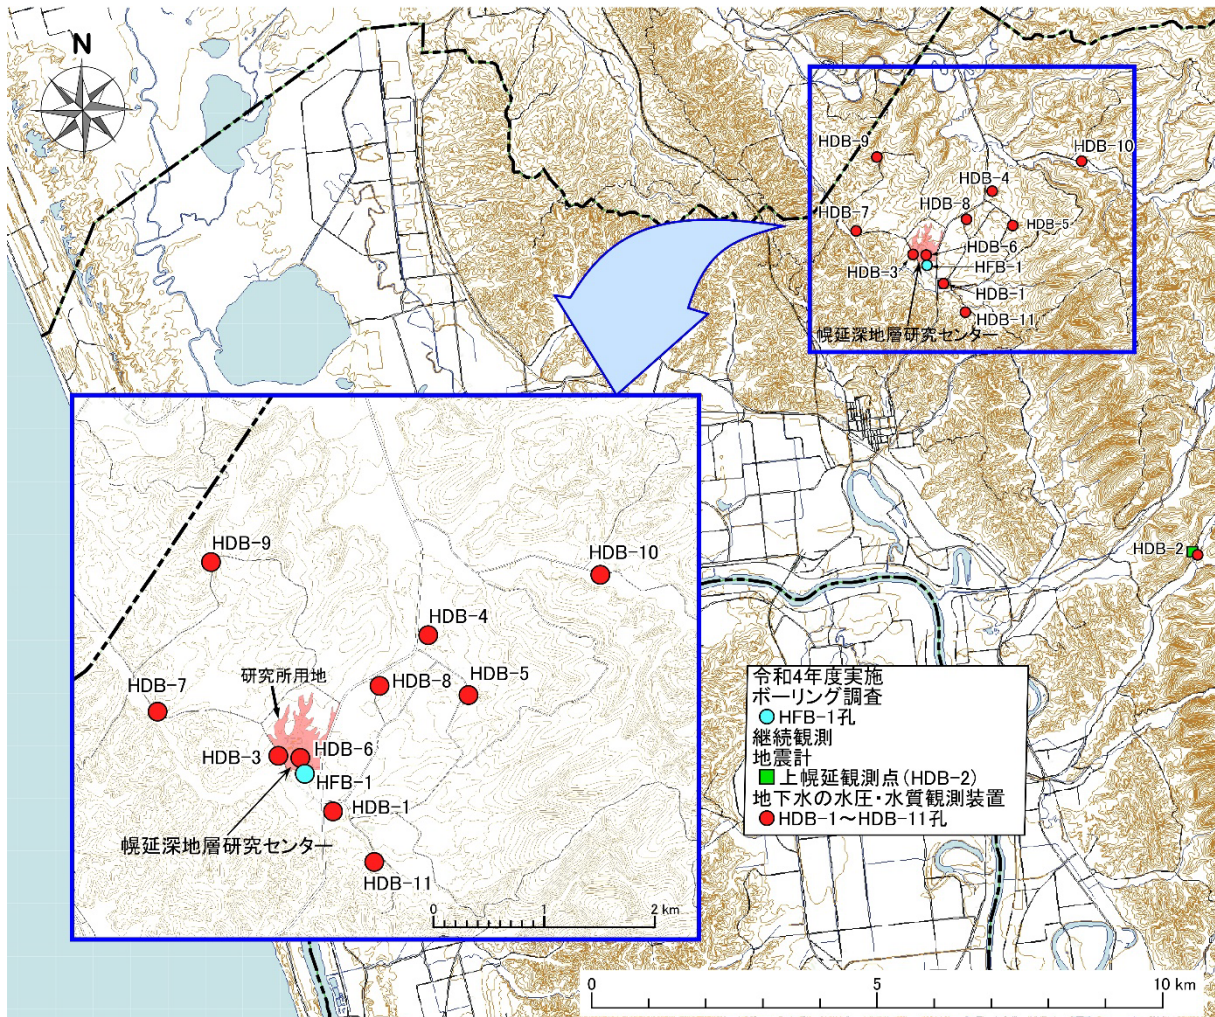 N
HDB-9
HDB-10
HDB-4
HDB-8
HDB-7
HDB-5
HDB-6
HDB-3
HFB-1
HDB-1
HDB-11
幌延深地層研究センター
HDB-2
HDB-9
HDB-10
HDB-4
研究所用地
HDB-7
HDB-8
HDB-5
HDB-3
HDB-6
HFB-1
HDB-1
幌延深地層研究センター
HDB-11
0 1 2 km
令和4年度実施
ボーリング調査
HFB-1孔
継続観測
地震計
上幌延観測点(HDB-2)
地下水の水圧・水質観測装置
HDB-1～HDB-11孔
0 5 10 km